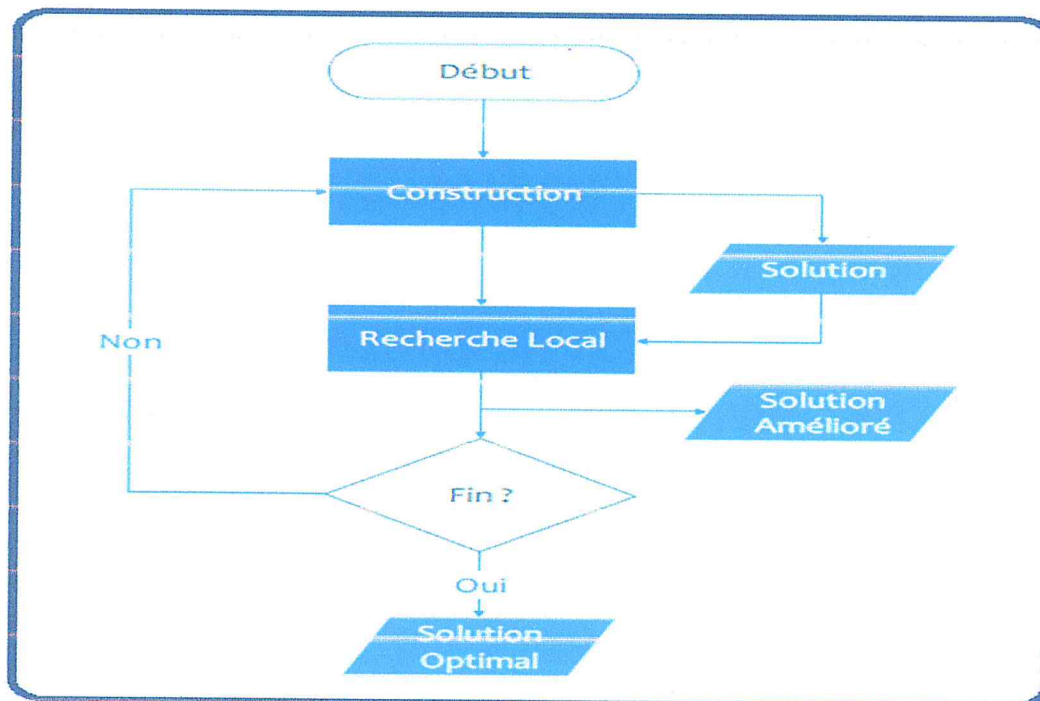 Début
Construction
Solution
Non
Recherche Local
Solution
Amélioré
Fin ?
Oui
Solution
Optimal